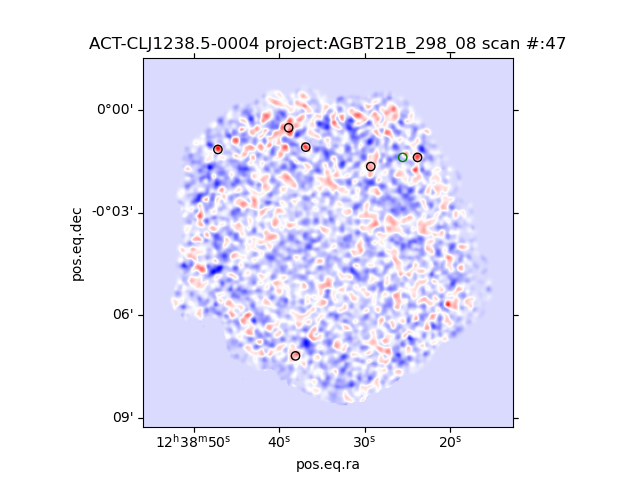 ACT-CLJ1238.5-0004 project:AGBT21B_298_08 scan #:47
0°00'
-0°03'
06'
09'
pos.eq.dec
12ʰ38ᵐ50ˢ 40ˢ 30ˢ 20ˢ
pos.eq.ra